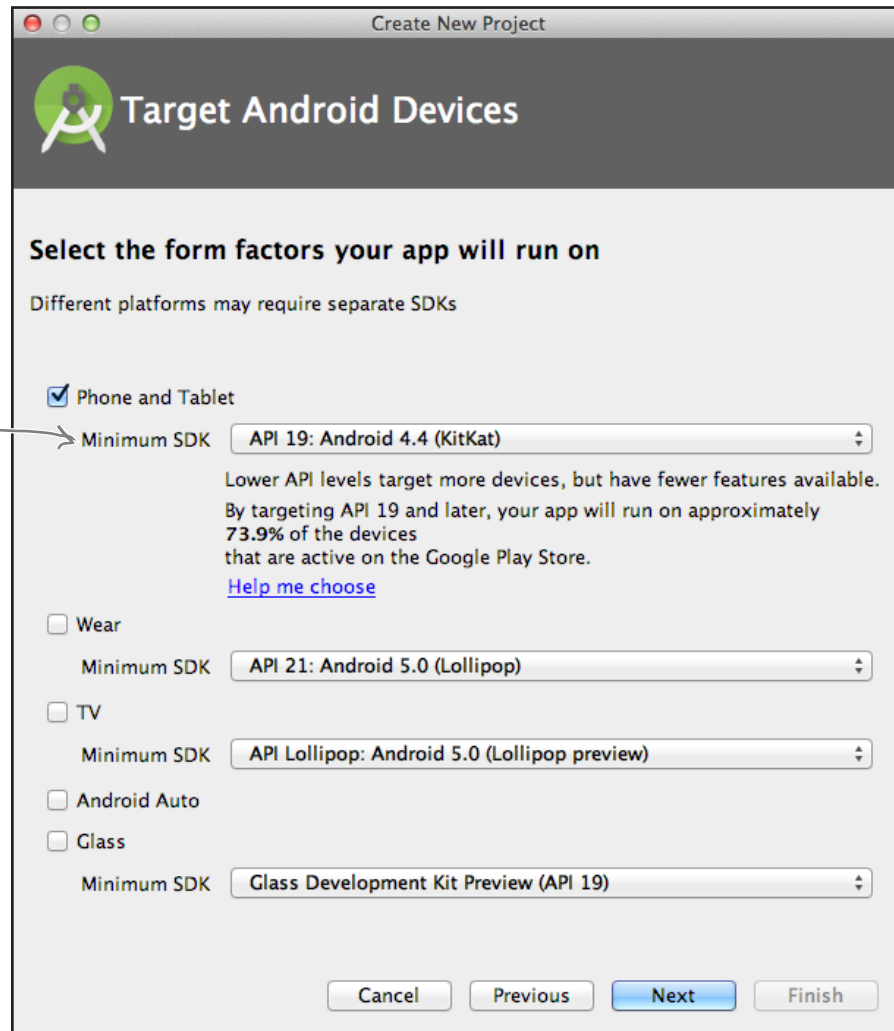 Create New Project
Target Android Devices
Select the form factors your app will run on
Different platforms may require separate SDKs
Phone and Tablet
Minimum SDK API 19: Android 4.4 (KitKat)
Lower API levels target more devices, but have fewer features available.
By targeting API 19 and later, your app will run on approximately
73.9% of the devices
that are active on the Google Play Store.
Help me choose
Wear
Minimum SDK API 21: Android 5.0 (Lollipop)
TV
Minimum SDK API Lollipop: Android 5.0 (Lollipop preview)
Android Auto
Glass
Minimum SDK Glass Development Kit Preview (API 19)
Cancel Previous Next Finish